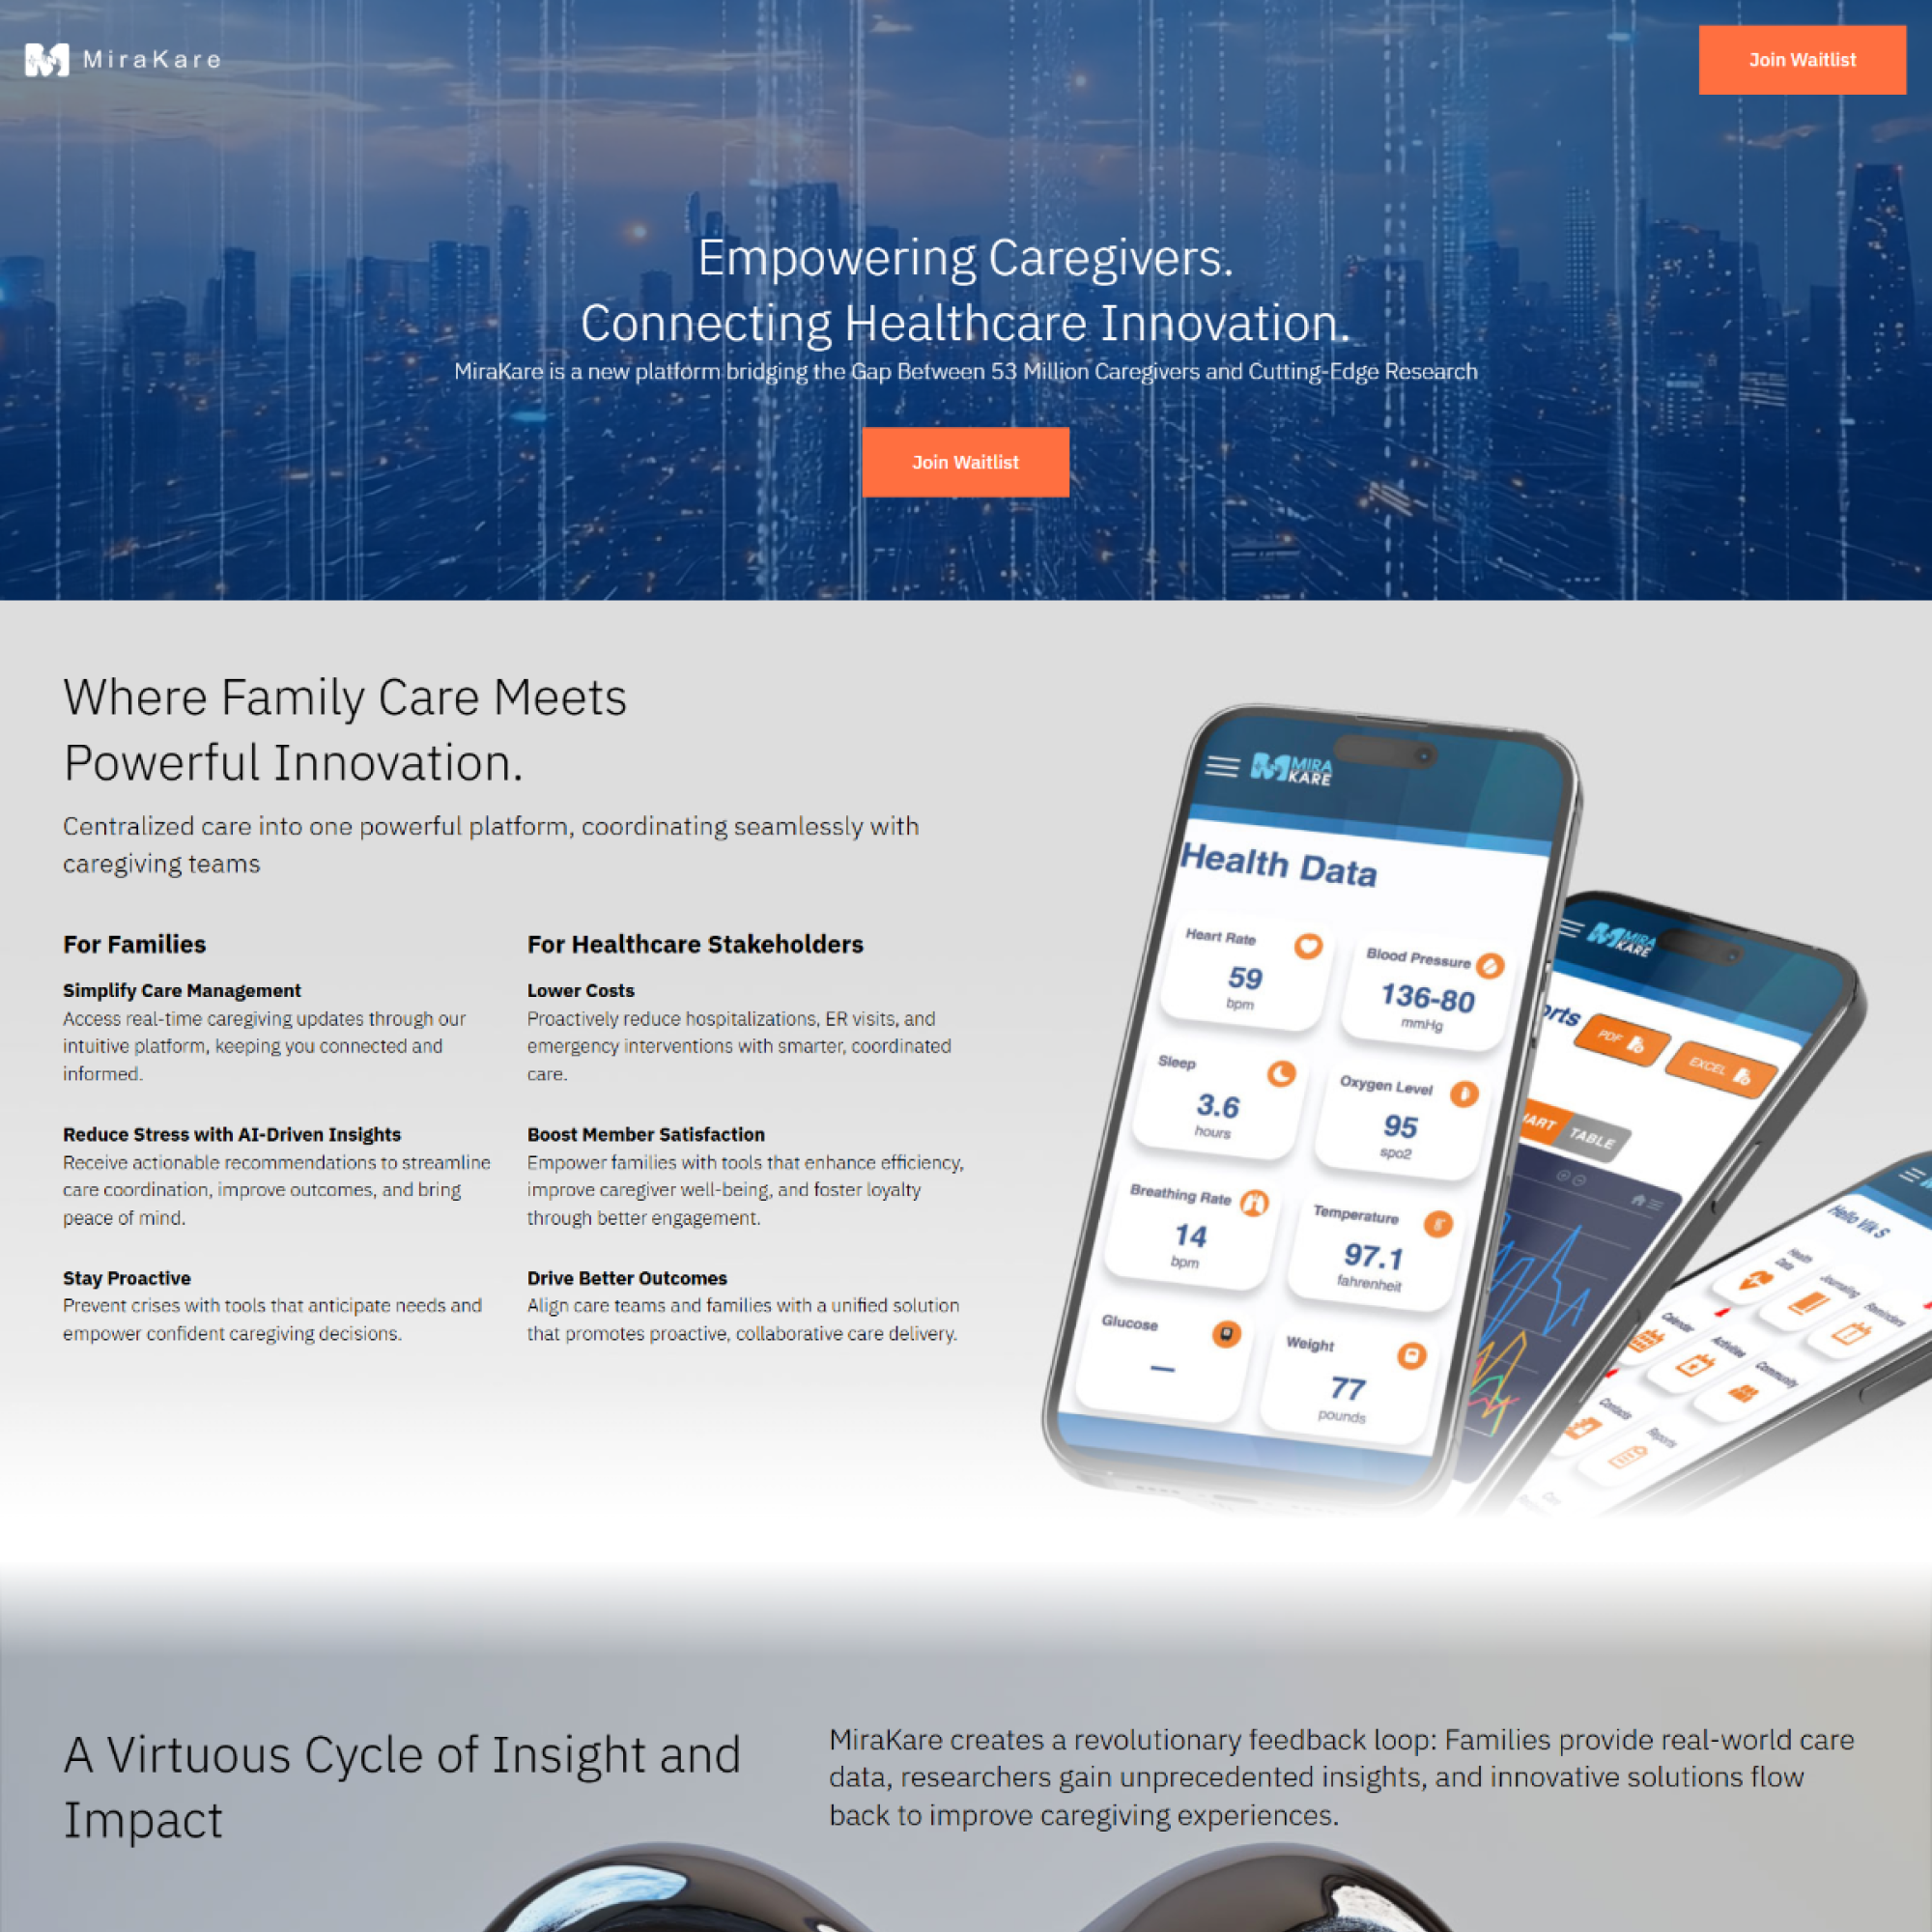 MiraKare
Join Waitlist
Empowering Caregivers.
Connecting Healthcare Innovation.
MiraKare is a new platform bridging the Gap Between 53 Million Caregivers and Cutting-Edge Research
Join Waitlist
Where Family Care Meets
Powerful Innovation.
Centralized care into one powerful platform, coordinating seamlessly with
caregiving teams
For Families
Simplify Care Management
Access real-time caregiving updates through our
intuitive platform, keeping you connected and
informed.
Reduce Stress with AI-Driven Insights
Receive actionable recommendations to streamline
care coordination, improve outcomes, and bring
peace of mind.
Stay Proactive
Prevent crises with tools that anticipate needs and
empower confident caregiving decisions.
For Healthcare Stakeholders
Lower Costs
Proactively reduce hospitalizations, ER visits, and
emergency interventions with smarter, coordinated
care.
Boost Member Satisfaction
Empower families with tools that enhance efficiency,
improve caregiver well-being, and foster loyalty
through better engagement.
Drive Better Outcomes
Align care teams and families with a unified solution
that promotes proactive, collaborative care delivery.
MIRA
KARE
Health Data
Heart Rate
59
bpm
Blood Pressure
136-80
mmHg
Sleep
3.6
hours
Oxygen Level
95
spo2
Breathing Rate
14
bpm
Temperature
97.1
fahrenheit
Glucose
—
Weight
77
pounds
MIRA
KARE
orts
PDF
EXCEL
ART
TABLE
Hello Vik S
Health
Data
Journaling
Reminders
Calendar
Activities
Community
Contacts
Reports
A Virtuous Cycle of Insight and
Impact
MiraKare creates a revolutionary feedback loop: Families provide real-world care
data, researchers gain unprecedented insights, and innovative solutions flow
back to improve caregiving experiences.